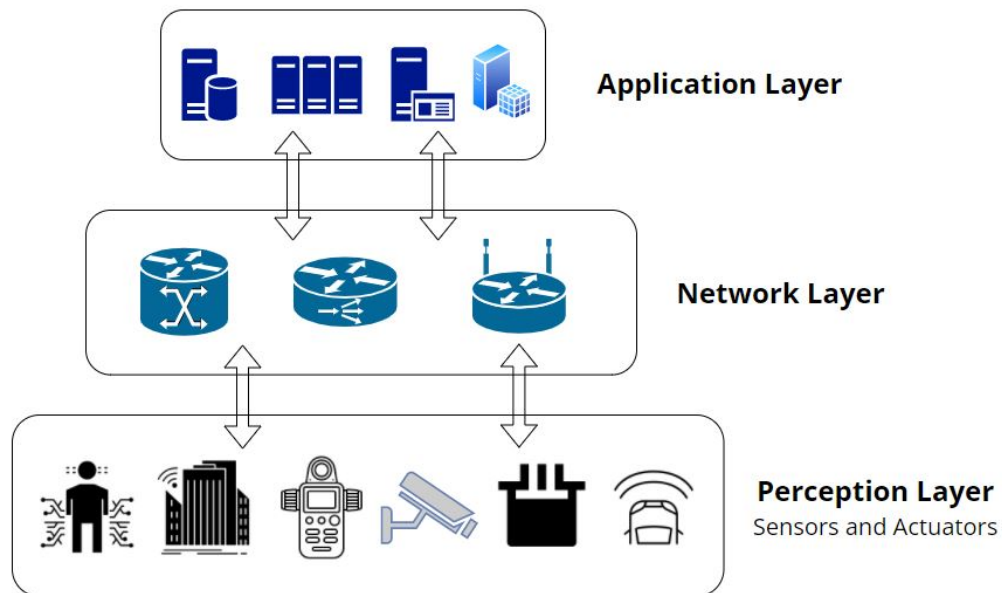 Application Layer
Network Layer
Perception Layer
Sensors and Actuators